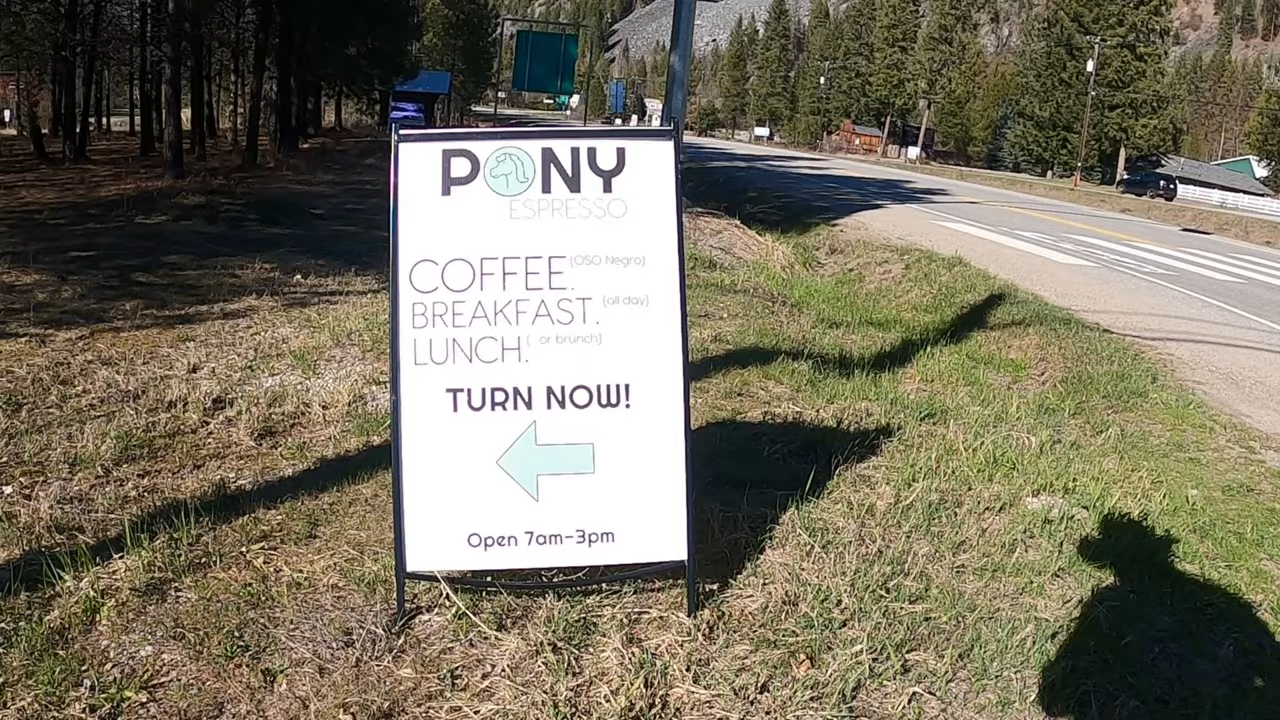 PONY
ESPRESSO
COFFEE. (OSO Negro)
BREAKFAST. (all day)
LUNCH. ( or brunch)
TURN NOW!
Open 7am-3pm